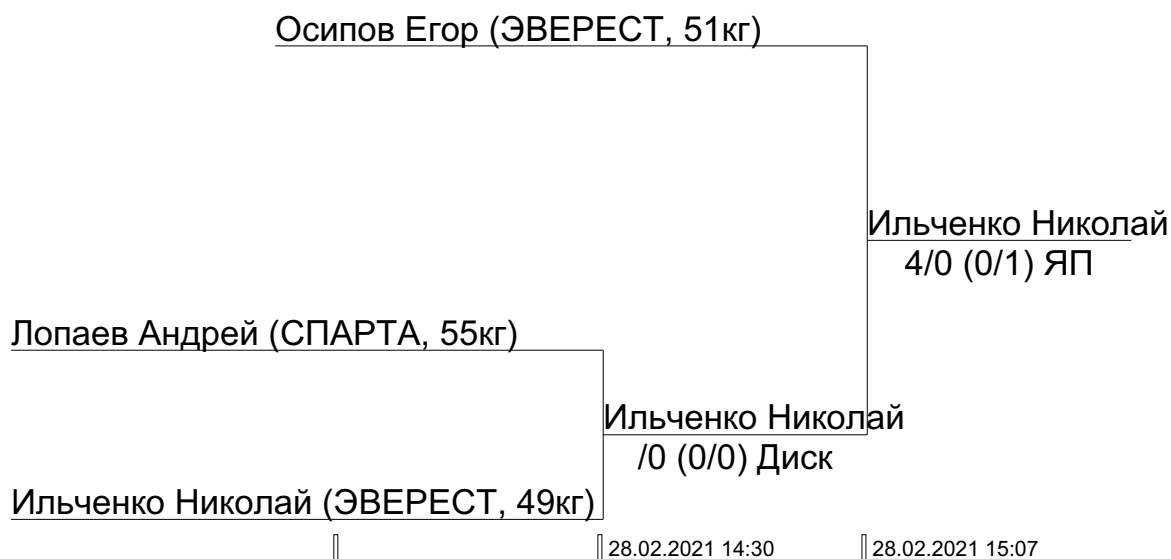 Осипов Егор (ЭВЕРЕСТ, 51кг)
Ильченко Николай
4/0 (0/1) ЯП
Лопаев Андрей (СПАРТА, 55кг)
Ильченко Николай
/0 (0/0) Диск
Ильченко Николай (ЭВЕРЕСТ, 49кг)
28.02.2021 14:30
28.02.2021 15:07